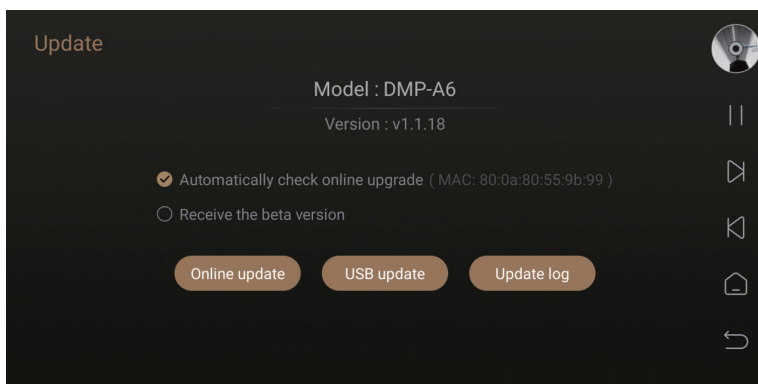 Update
Model : DMP-A6
Version : v1.1.18
Automatically check online upgrade ( MAC: 80:0a:80:55:9b:99 )
Receive the beta version
Online update
USB update
Update log